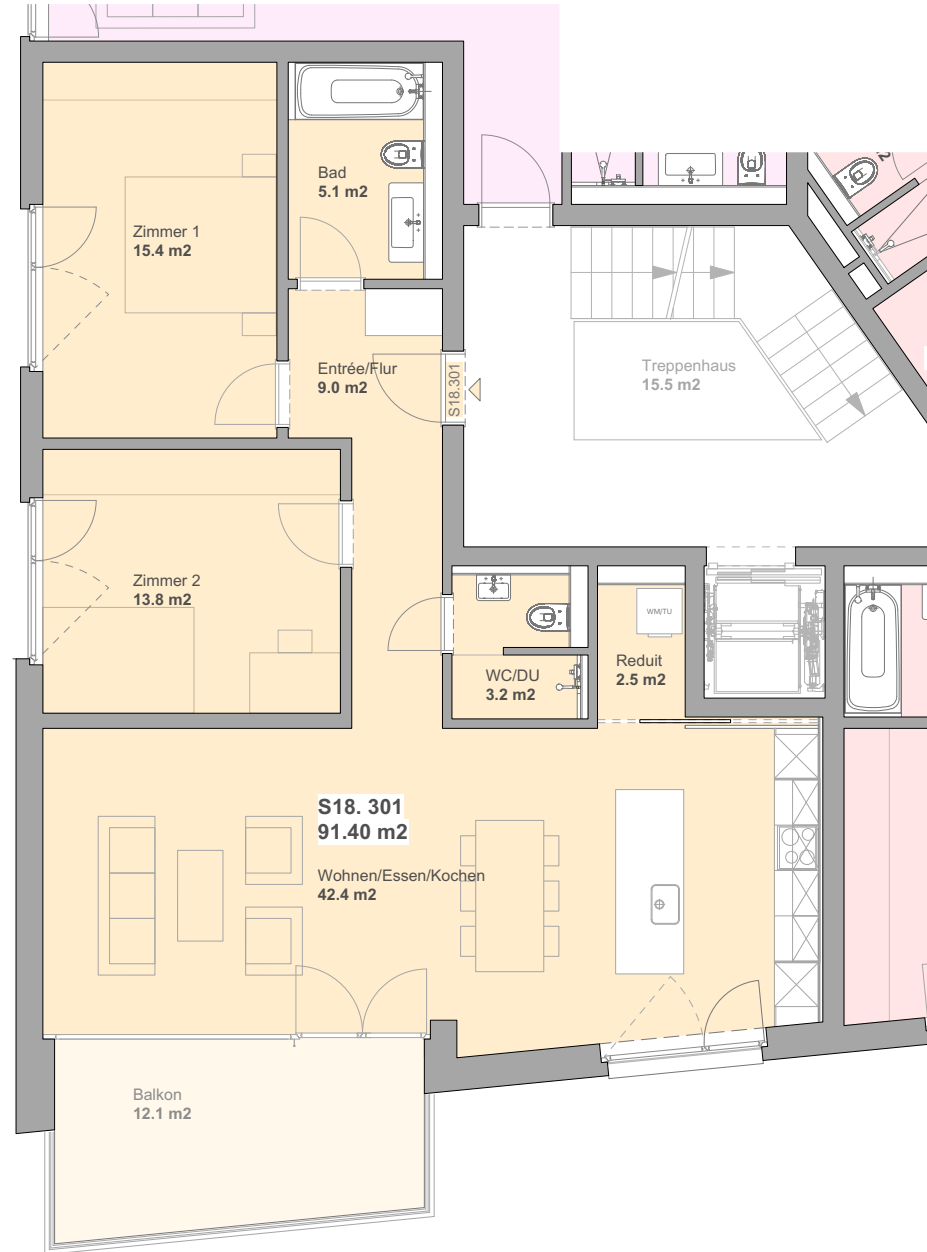 Bad
5.1 m2
Zimmer 1
15.4 m2
Entrée/Flur
9.0 m2
S18.301
Treppenhaus
15.5 m2
Zimmer 2
13.8 m2
WM/TU
Reduit
2.5 m2
WC/DU
3.2 m2
S18. 301
91.40 m2
Wohnen/Essen/Kochen
42.4 m2
Balkon
12.1 m2